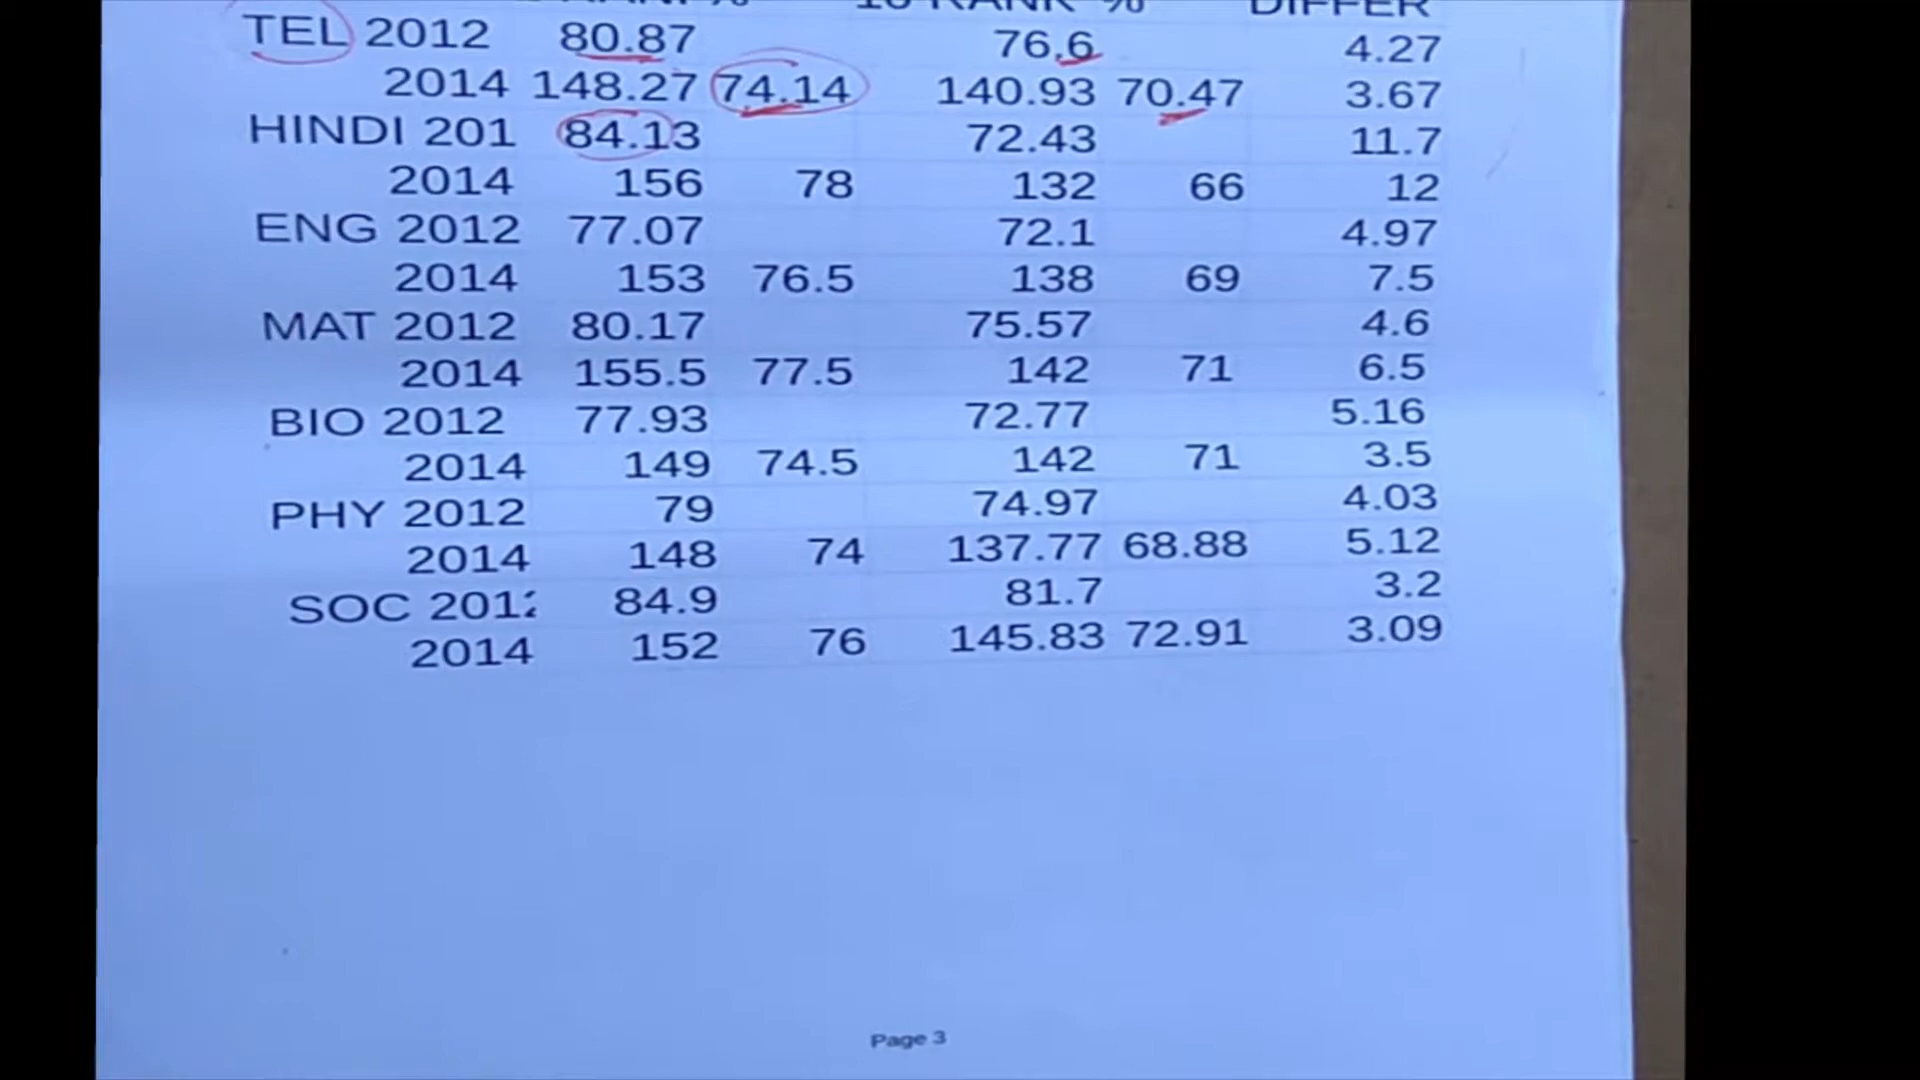 RANK % 10 RANK % DIFFER
TEL 2012 80.87 76.6 4.27
2014 148.27 74.14 140.93 70.47 3.67
HINDI 201 84.13 72.43 11.7
2014 156 78 132 66 12
ENG 2012 77.07 72.1 4.97
2014 153 76.5 138 69 7.5
MAT 2012 80.17 75.57 4.6
2014 155.5 77.5 142 71 6.5
BIO 2012 77.93 72.77 5.16
2014 149 74.5 142 71 3.5
PHY 2012 79 74.97 4.03
2014 148 74 137.77 68.88 5.12
SOC 2012 84.9 81.7 3.2
2014 152 76 145.83 72.91 3.09
Page 3